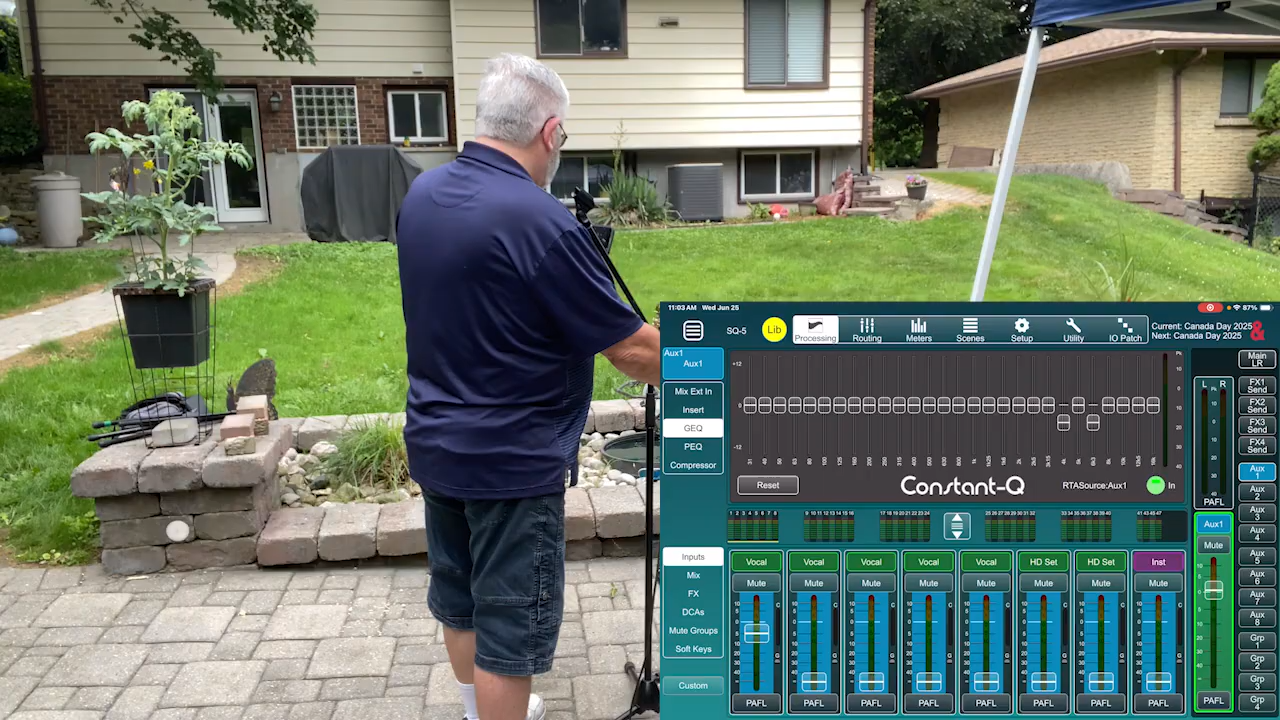 11:03 AM Wed Jun 25
87%
SQ-5
Lib
Processing
Routing
Meters
Scenes
Setup
Utility
IO Patch
Current: Canada Day 2025
Next: Canada Day 2025
&
Aux1
Aux1
Mix Ext In
Insert
GEQ
PEQ
Compressor
+12
0
-12
Reset
Constant-Q
RTASource:Aux1
In
Main
LR
FX1
Send
FX2
Send
FX3
Send
FX4
Send
Aux
1
Aux
2
Aux
3
Aux
4
Aux
5
Aux
6
Aux
7
Aux
8
Grp
1
Grp
2
Grp
3
Grp
4
L R
PAFL
Aux1
Mute
PAFL
Inputs
Mix
FX
DCAs
Mute Groups
Soft Keys
Custom
Vocal Vocal Vocal Vocal Vocal HD Set HD Set Inst
Mute Mute Mute Mute Mute Mute Mute Mute
PAFL PAFL PAFL PAFL PAFL PAFL PAFL PAFL